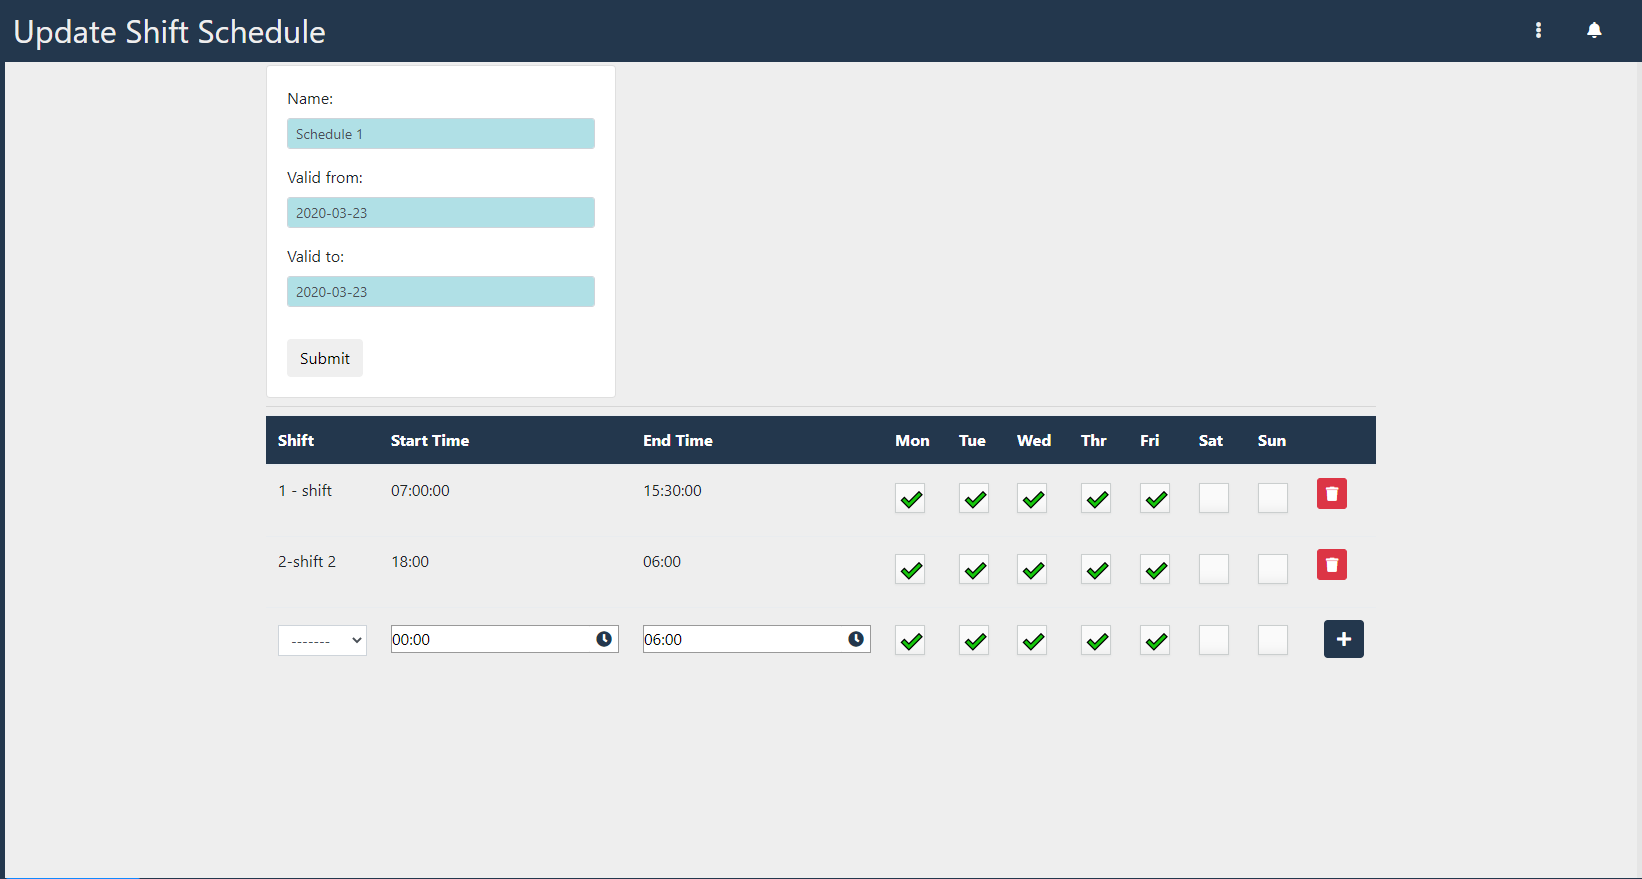 Update Shift Schedule
Name:
Schedule 1
Valid from:
2020-03-23
Valid to:
2020-03-23
Submit
Shift Start Time End Time Mon Tue Wed Thr Fri Sat Sun
1 - shift 07:00:00 15:30:00
2-shift 2 18:00 06:00
------- 00:00 06:00